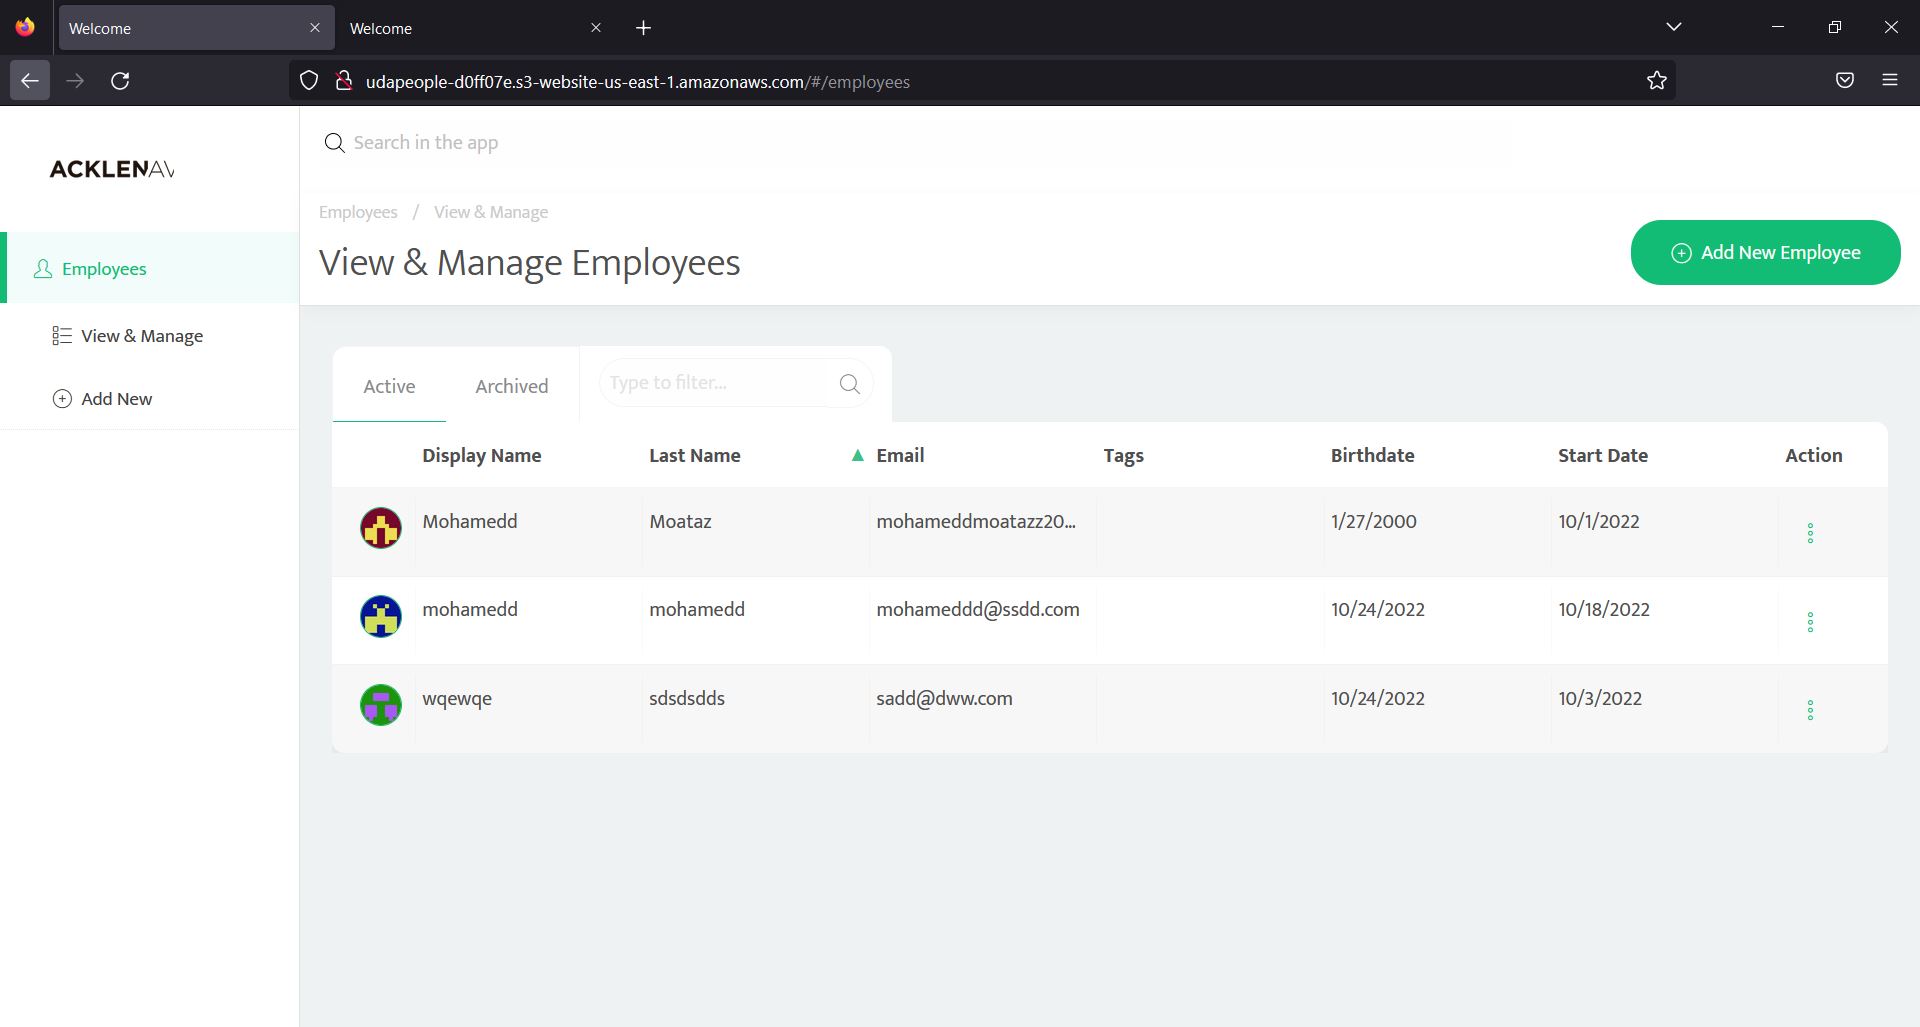 Welcome
Welcome
udapeople-d0ff07e.s3-website-us-east-1.amazonaws.com/#/employees
ACKLENAV
Search in the app
Employees / View & Manage
View & Manage Employees
Add New Employee
Employees
View & Manage
Add New
Active Archived Type to filter...
Display Name Last Name Email Tags Birthdate Start Date Action
Mohamedd Moataz mohameddmoatazz20... 1/27/2000 10/1/2022
mohamedd mohamedd mohameddd@ssdd.com 10/24/2022 10/18/2022
wqewqe sdsdsdds sadd@dww.com 10/24/2022 10/3/2022